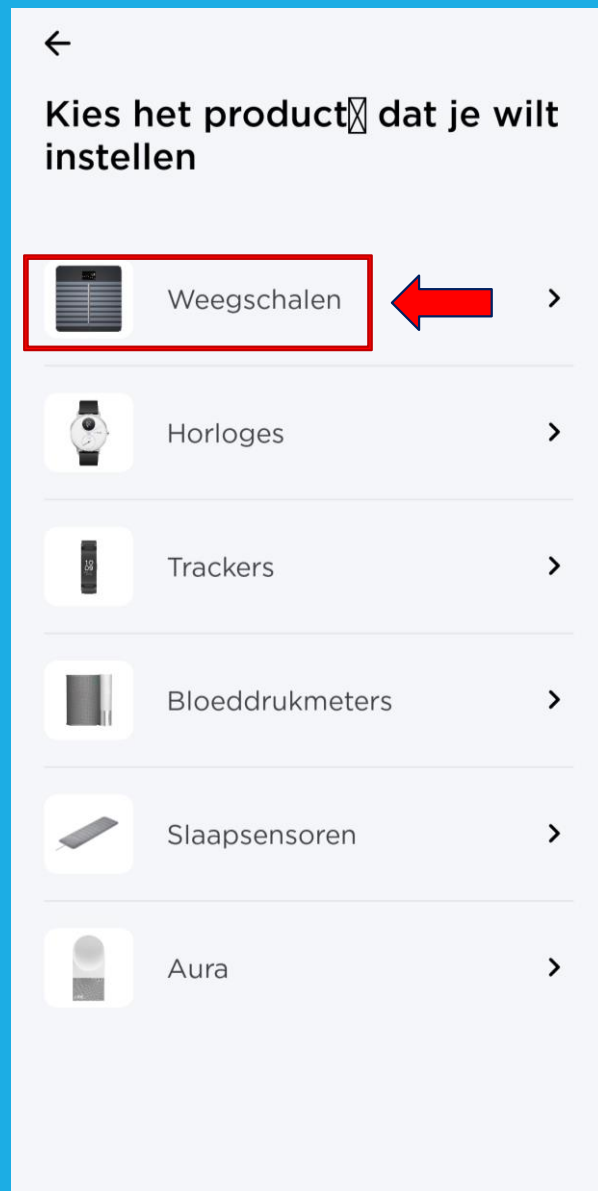 Kies het product dat je wilt
instellen
Weegschalen
Horloges
Trackers
Bloeddrukmeters
Slaapsensoren
Aura